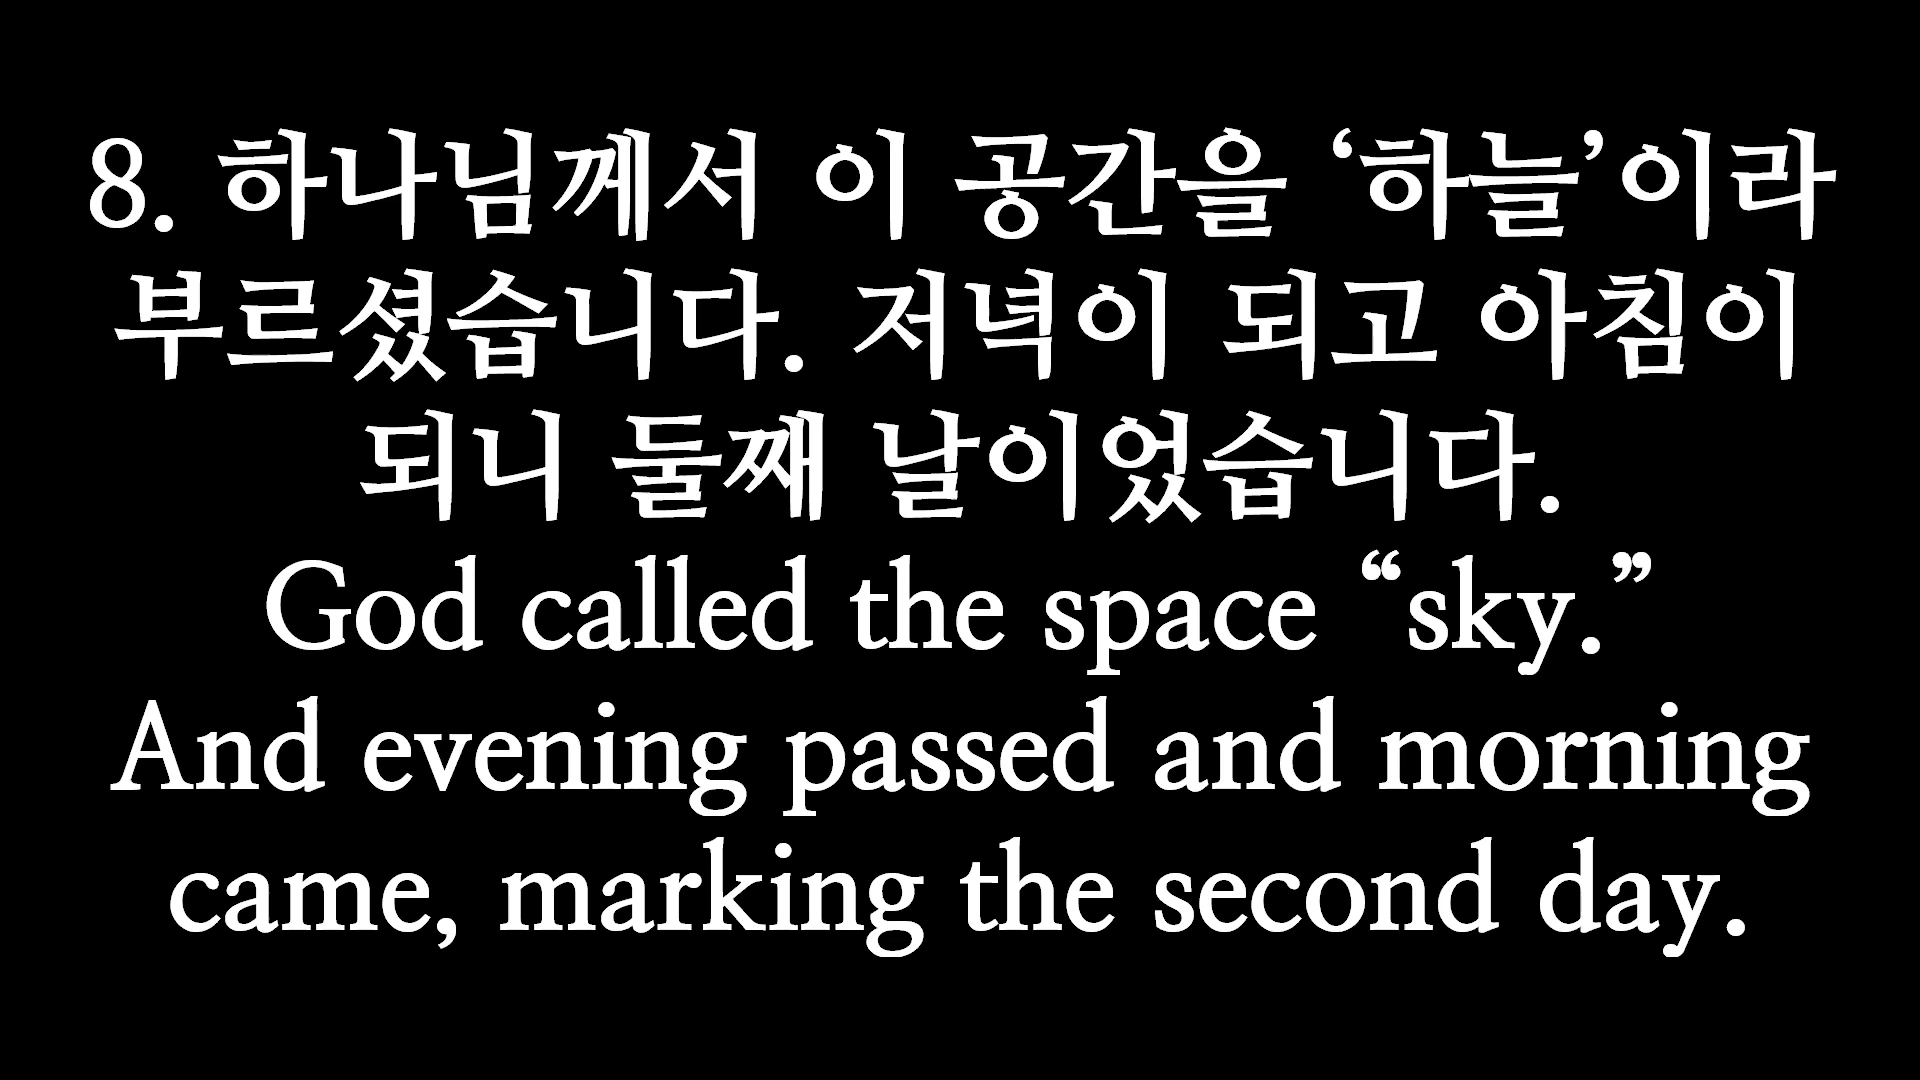 8. 하나님께서 이 공간을 ‘하늘’이라
부르셨습니다. 저녁이 되고 아침이
되니 둘째 날이었습니다.
God called the space “sky.”
And evening passed and morning
came, marking the second day.